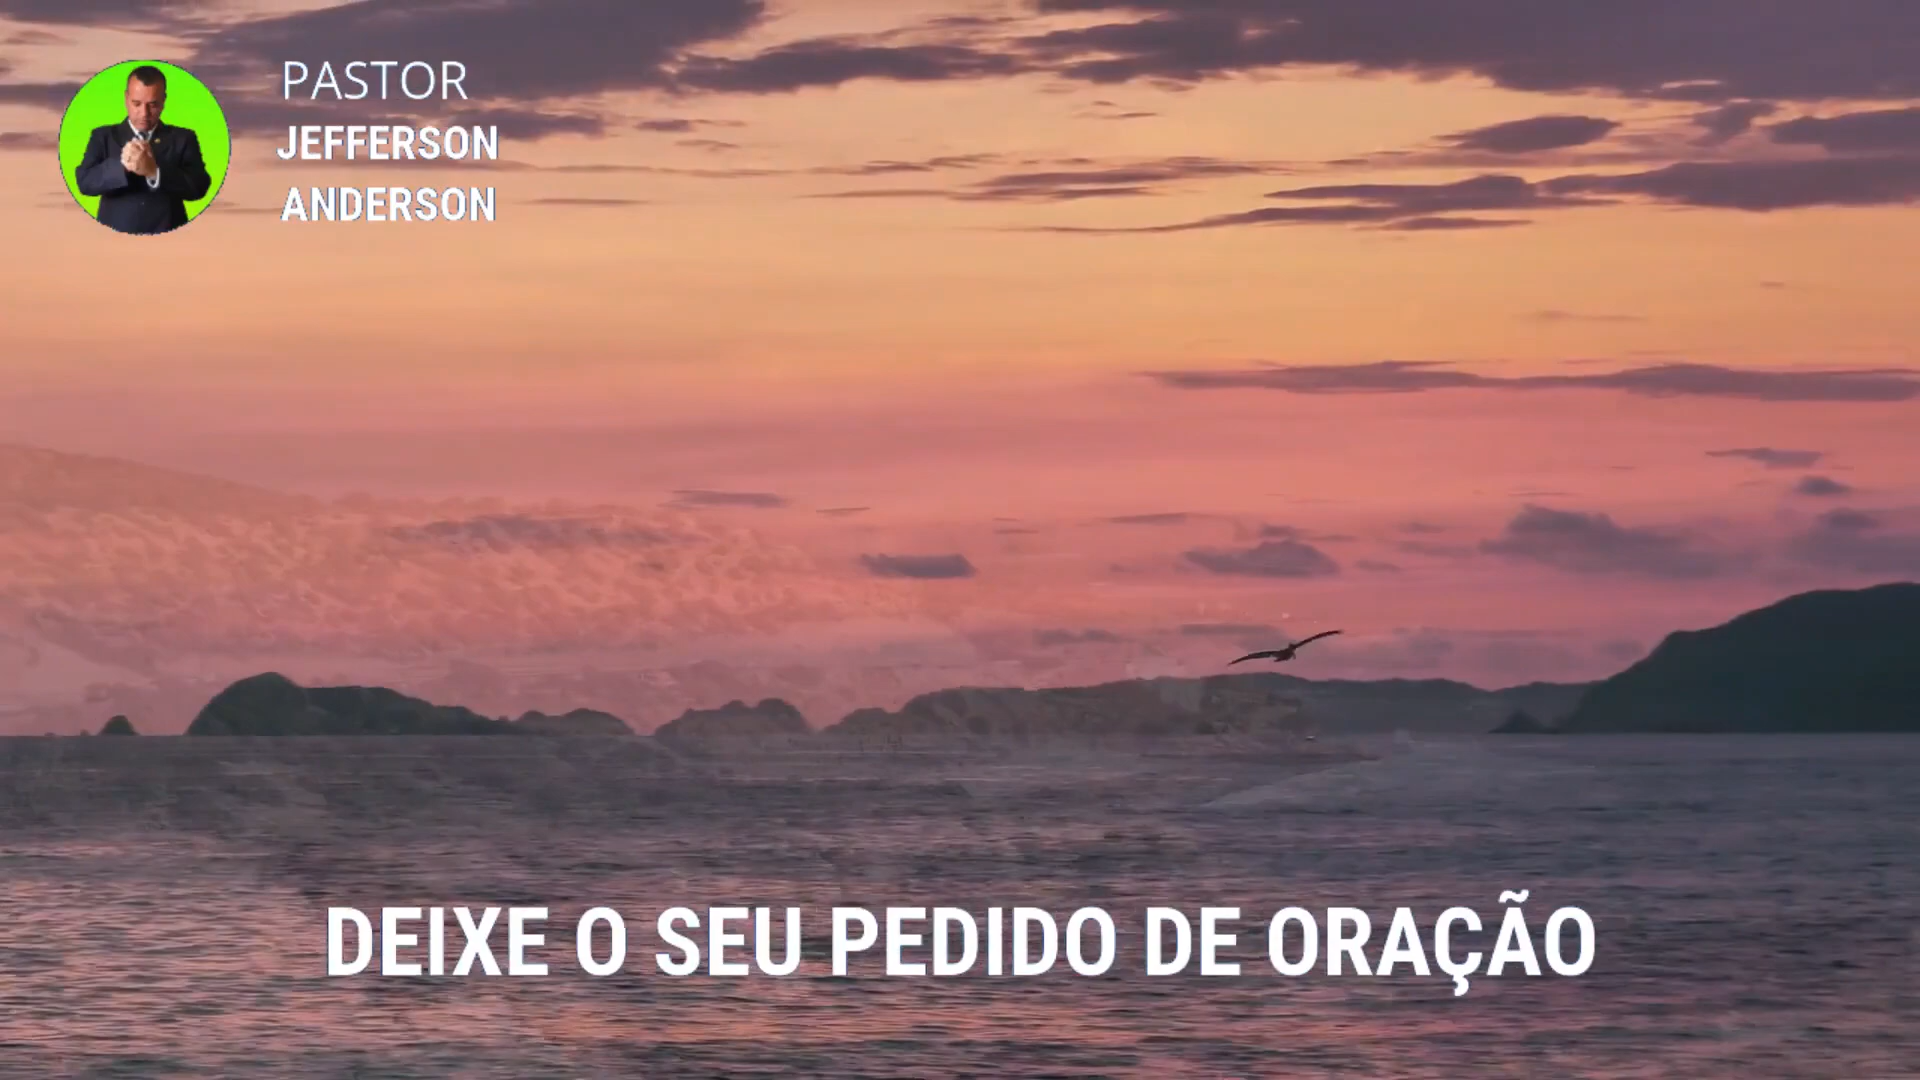 PASTOR
JEFFERSON
ANDERSON
DEIXE O SEU PEDIDO DE ORAÇÃO